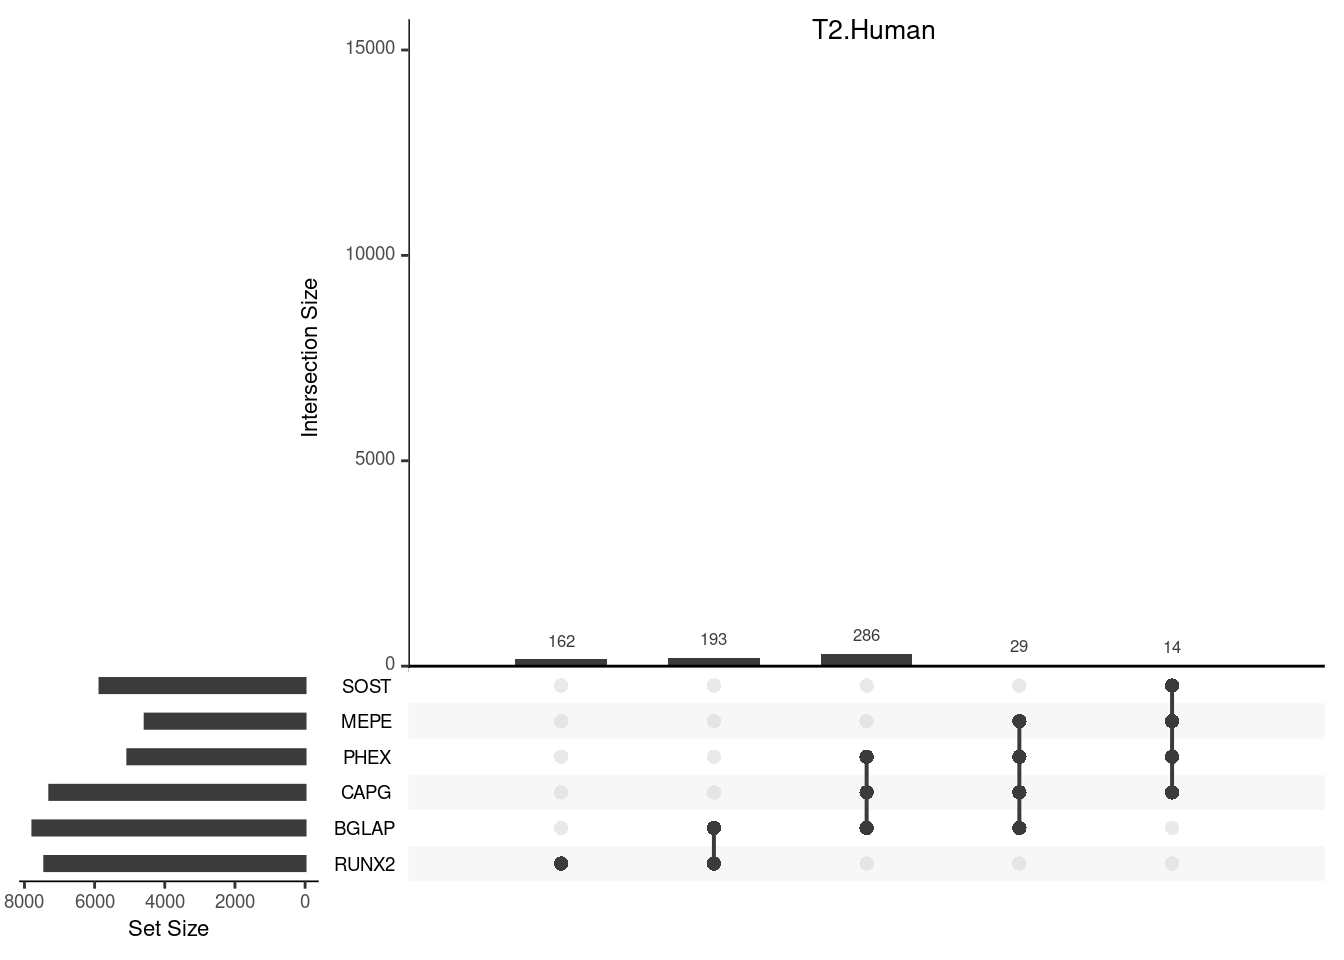 T2.Human
15000
10000
5000
0
Intersection Size
162
193
286
29
14
SOST
MEPE
PHEX
CAPG
BGLAP
RUNX2
8000 6000 4000 2000 0
Set Size